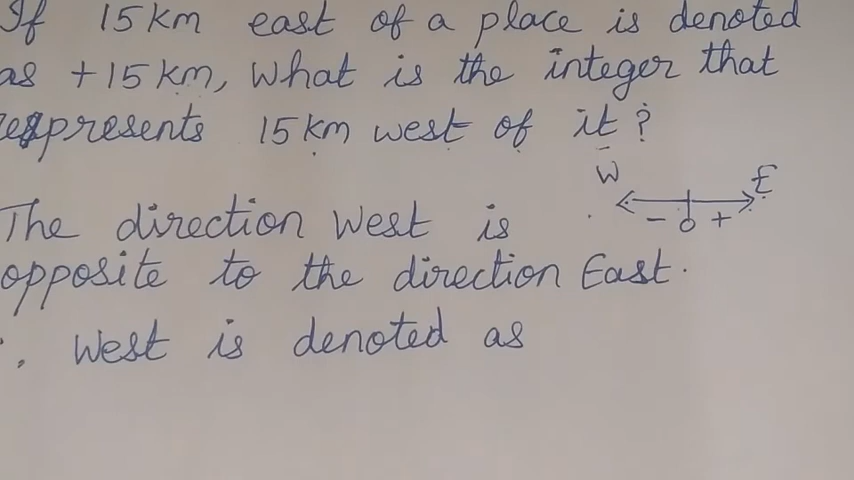 If 15 km east of a place is denoted
as +15 km, What is the integer that
represents 15 km west of it?
W E
− 0 +
The direction West is
opposite to the direction East.
∴ West is denoted as